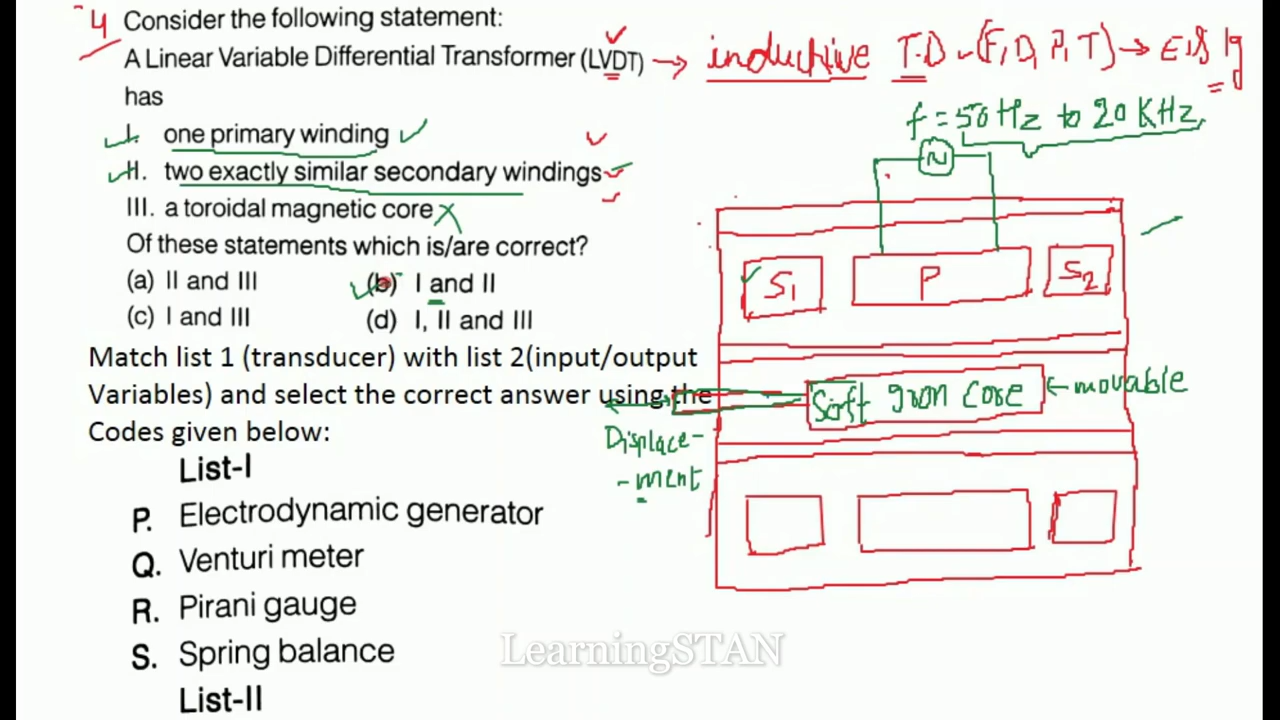 4 Consider the following statement:
A Linear Variable Differential Transformer (LVDT) → inductive T.D - (F, D, P, T) →
has
f = 50 Hz to 20 KHz
I. one primary winding
N
II. two exactly similar secondary windings
III. a toroidal magnetic core
Of these statements which is/are correct?
(a) II and III (b) I and II
(c) I and III (d) I, II and III
S1 P S2
Match list 1 (transducer) with list 2(input/output
Variables) and select the correct answer using the
Codes given below:
Soft iron core ← movable
Displace-
-ment
List-I
P. Electrodynamic generator
Q. Venturi meter
R. Pirani gauge
S. Spring balance
LearningSTAN
List-II